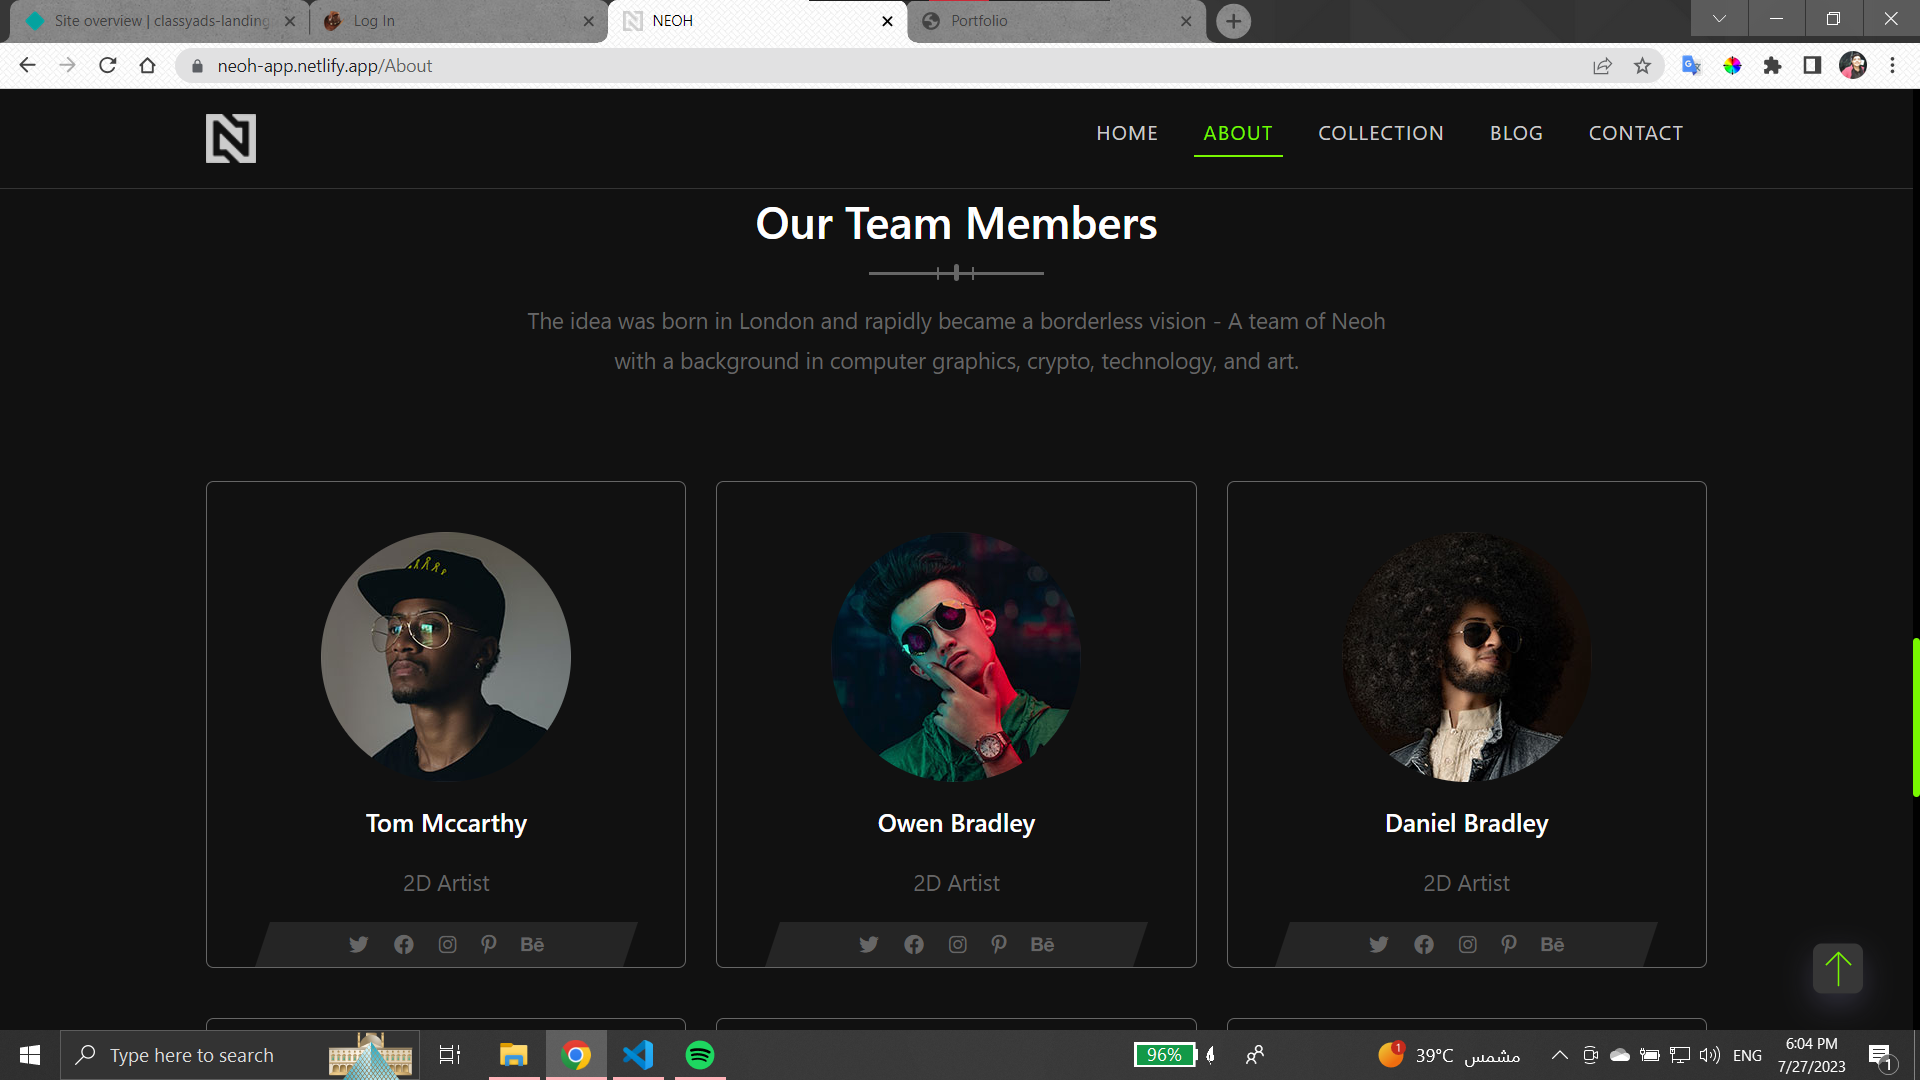 Site overview | classyads-landing
Log In
NEOH
Portfolio
neoh-app.netlify.app/About
HOME
ABOUT
COLLECTION
BLOG
CONTACT
Our Team Members
The idea was born in London and rapidly became a borderless vision - A team of Neoh
with a background in computer graphics, crypto, technology, and art.
Tom Mccarthy
Owen Bradley
Daniel Bradley
2D Artist
2D Artist
2D Artist
Bē
Bē
Bē
Type here to search
96%
1
39°C مشمس
ENG
6:04 PM
7/27/2023
1